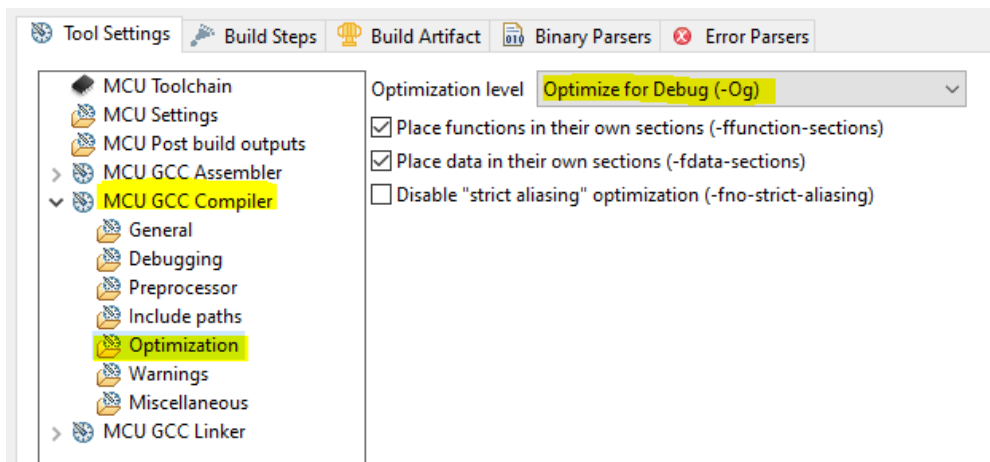 Tool Settings Build Steps Build Artifact Binary Parsers Error Parsers
MCU Toolchain
MCU Settings
MCU Post build outputs
MCU GCC Assembler
MCU GCC Compiler
General
Debugging
Preprocessor
Include paths
Optimization
Warnings
Miscellaneous
MCU GCC Linker
Optimization level Optimize for Debug (-Og)
Place functions in their own sections (-ffunction-sections)
Place data in their own sections (-fdata-sections)
Disable "strict aliasing" optimization (-fno-strict-aliasing)